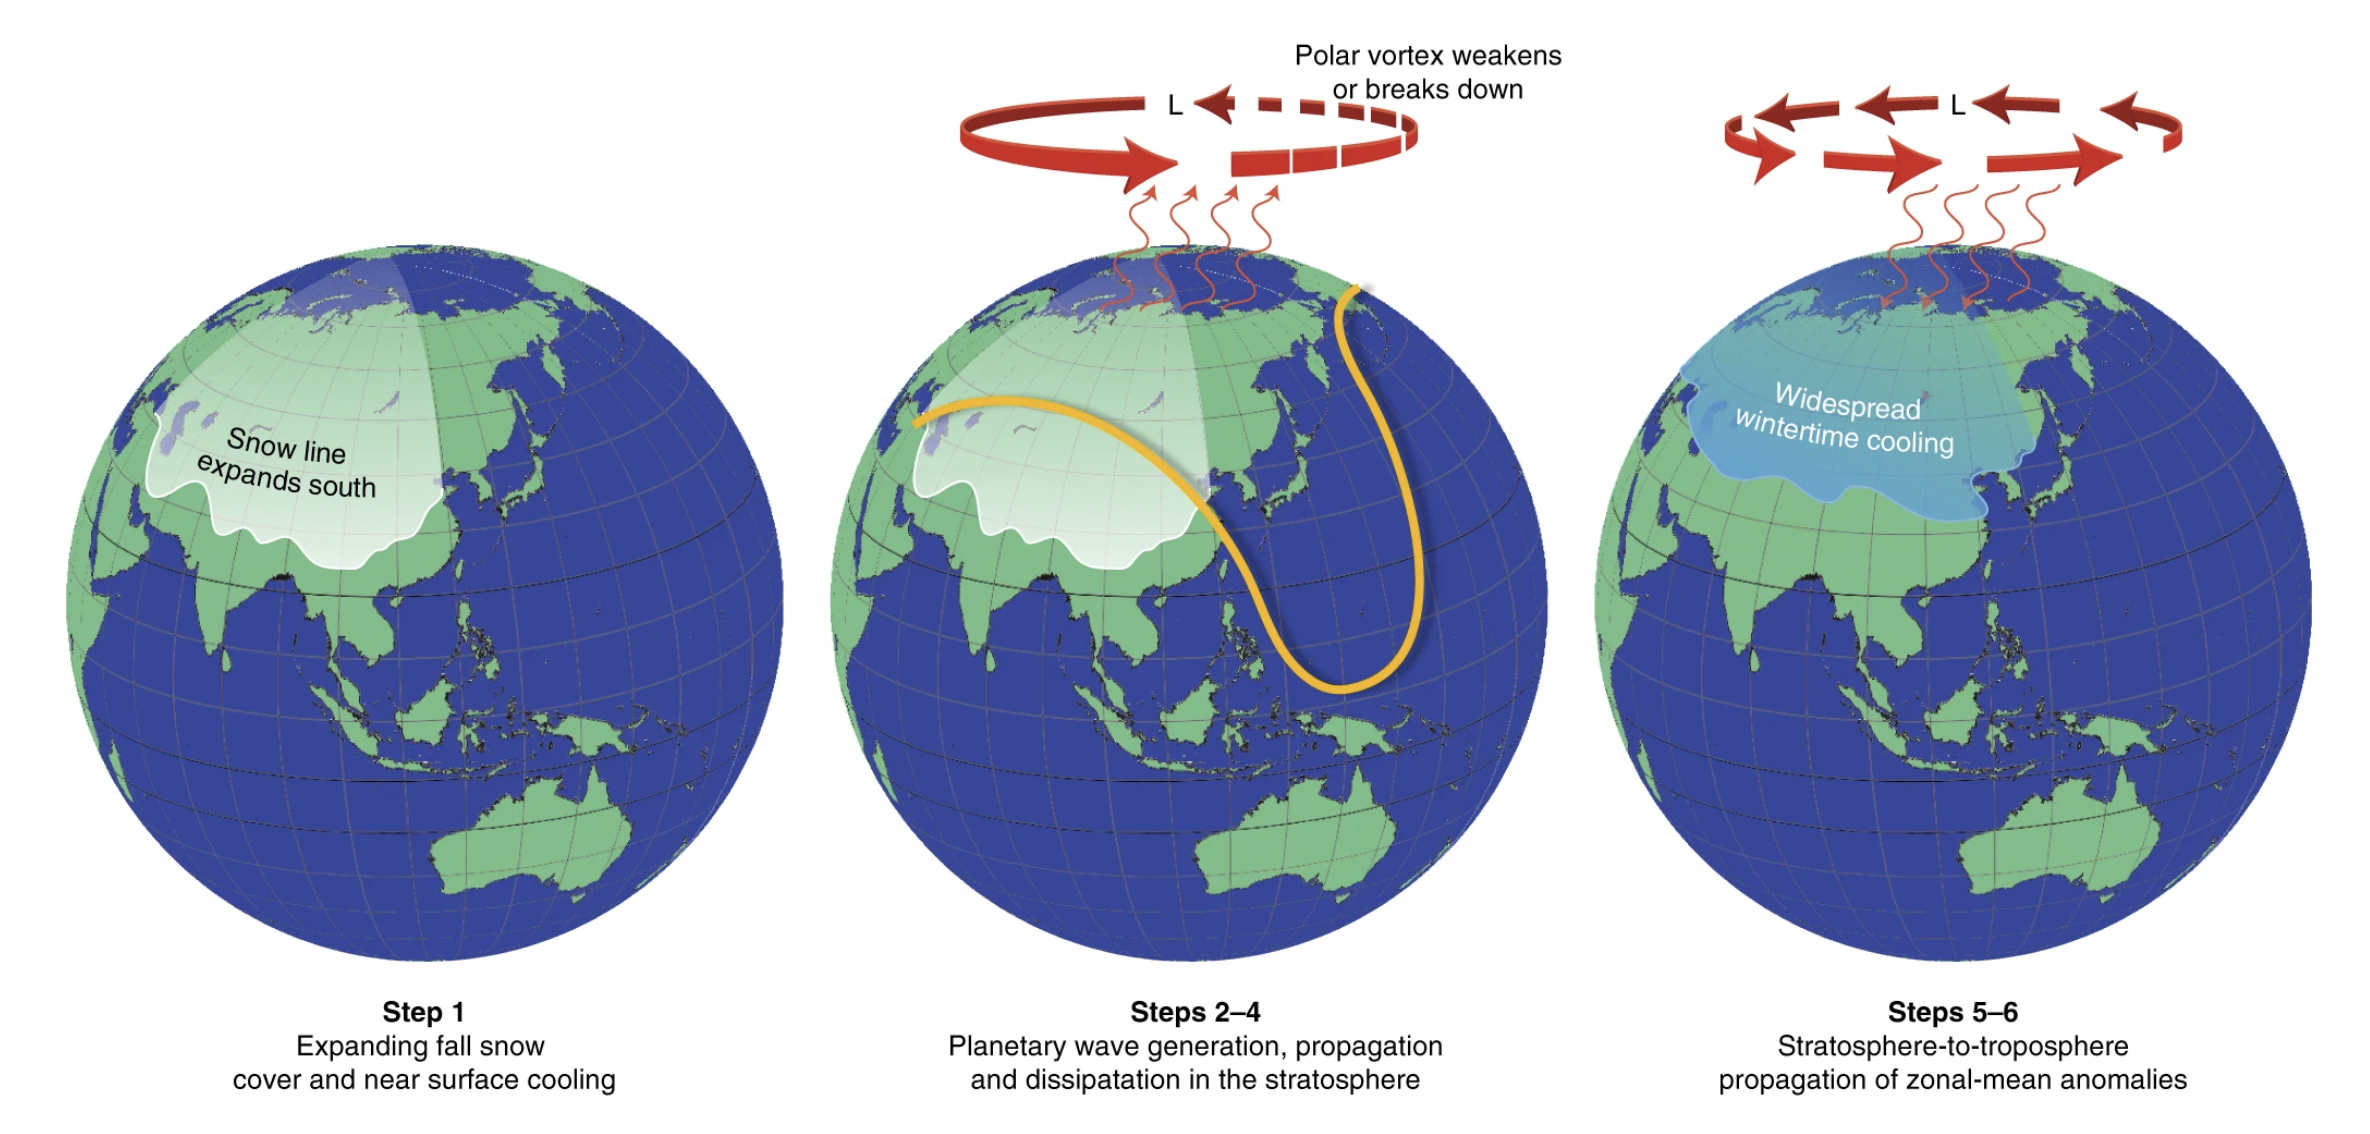 Polar vortex weakens
or breaks down
L
L
Snow line
expands south
Widespread
wintertime cooling
Step 1
Expanding fall snow
cover and near surface cooling
Steps 2–4
Planetary wave generation, propagation
and dissipatation in the stratosphere
Steps 5–6
Stratosphere-to-troposphere
propagation of zonal-mean anomalies